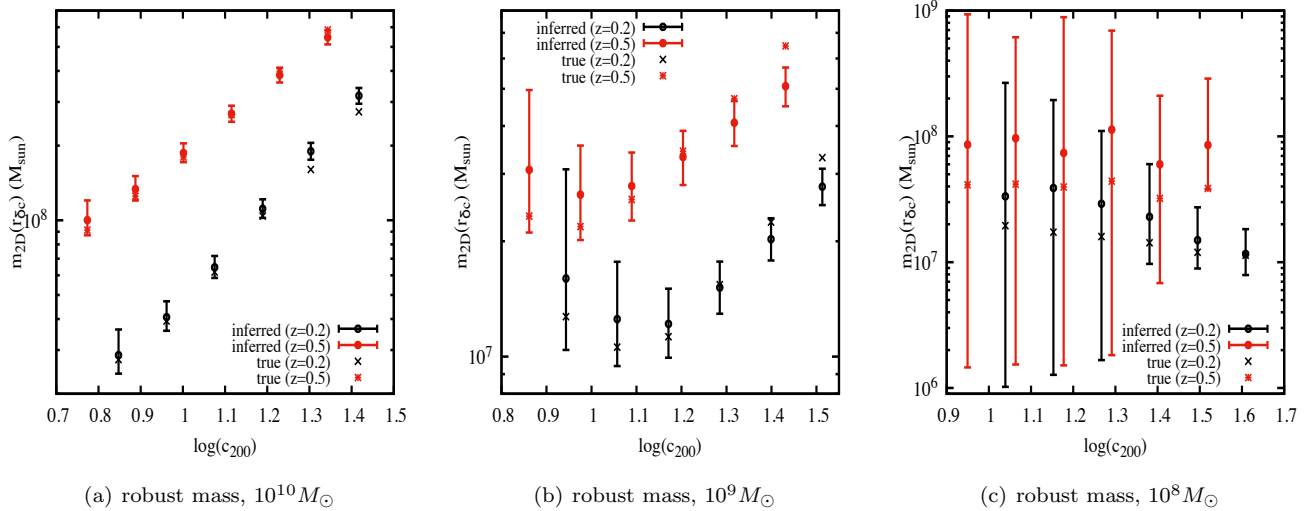 inferred (z=0.2)
inferred (z=0.5)
true (z=0.2)
true (z=0.5)
10^8
m_2D(r_δc) (M_sun)
0.7 0.8 0.9 1 1.1 1.2 1.3 1.4 1.5
log(c_200)
(a) robust mass, 10^{10}M_⊙
inferred (z=0.2)
inferred (z=0.5)
true (z=0.2)
true (z=0.5)
10^7
m_2D(r_δc) (M_sun)
0.8 0.9 1 1.1 1.2 1.3 1.4 1.5
log(c_200)
(b) robust mass, 10^9M_⊙
10^9
10^8
10^7
10^6
m_2D(r_δc) (M_sun)
inferred (z=0.2)
inferred (z=0.5)
true (z=0.2)
true (z=0.5)
0.9 1 1.1 1.2 1.3 1.4 1.5 1.6 1.7
log(c_200)
(c) robust mass, 10^8M_⊙